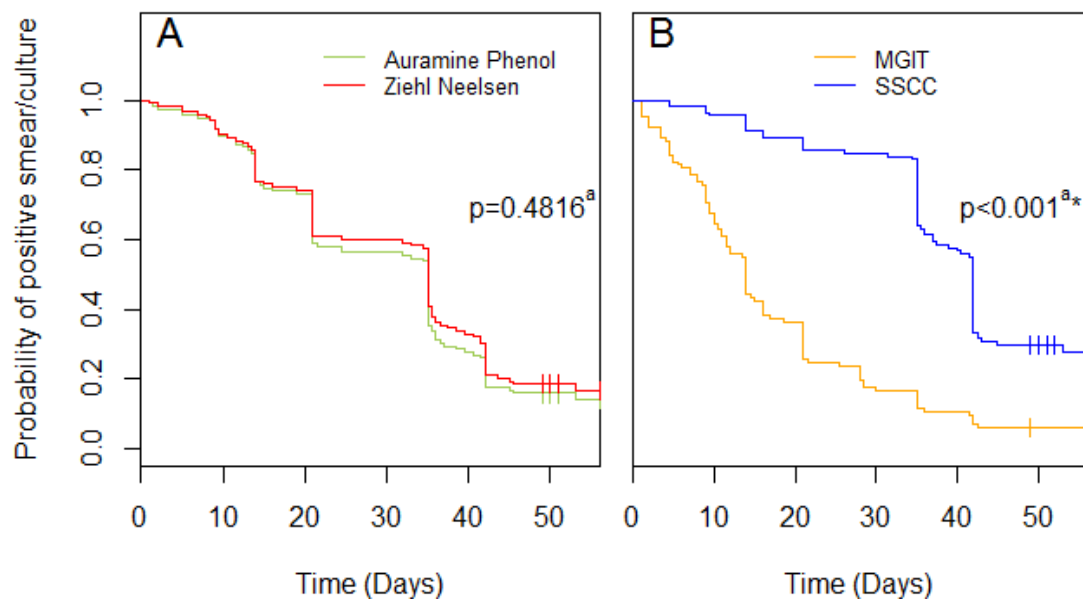 A
Auramine Phenol
Ziehl Neelsen
p=0.4816a
B
MGIT
SSCC
p<0.001a*
Probability of positive smear/culture
1.0
0.8
0.6
0.4
0.2
0.0
0 10 20 30 40 50
0 10 20 30 40 50
Time (Days)
Time (Days)